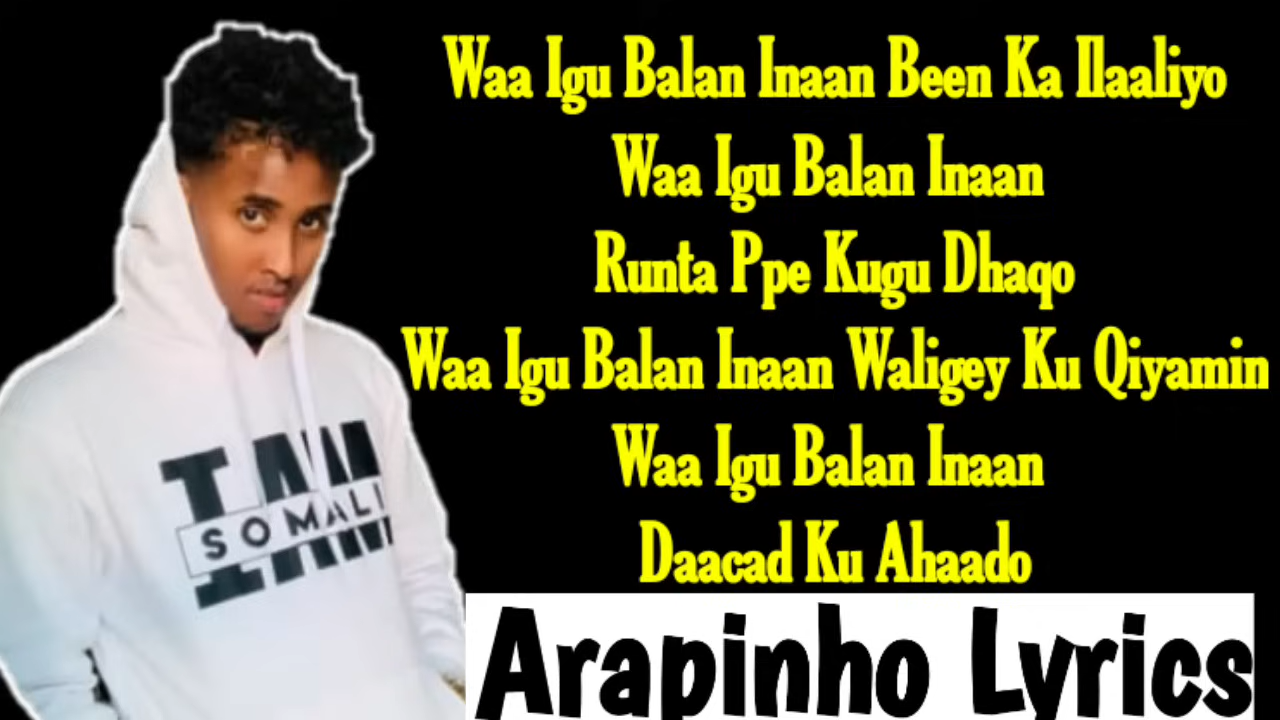 Waa Igu Balan Inaan Been Ka Ilaaliyo
Waa Igu Balan Inaan
Runta Ppe Kugu Dhaqo
Waa Igu Balan Inaan Waligey Ku Qiyamin
Waa Igu Balan Inaan
Daacad Ku Ahaado
I AM
SOMALI
Arapinho Lyrics